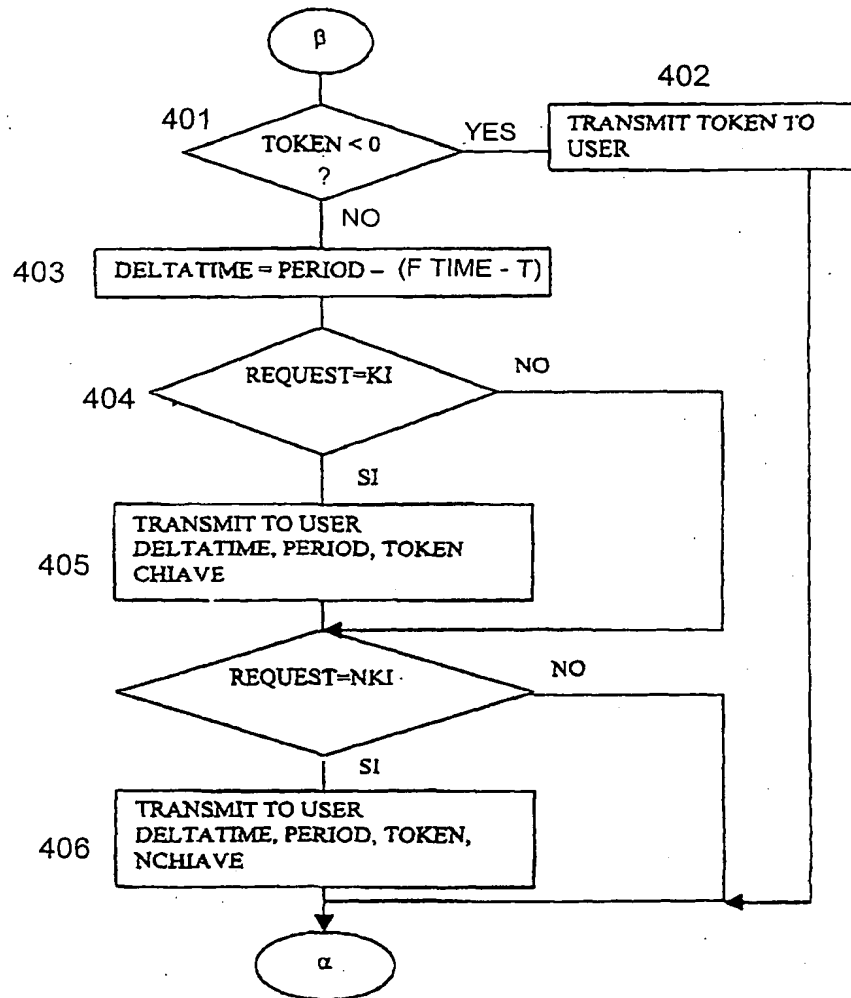 β
402
401
TOKEN < 0
?
YES
TRANSMIT TOKEN TO
USER
NO
403
DELTATIME = PERIOD - (F TIME - T)
REQUEST=KI
NO
404
SI
TRANSMIT TO USER
DELTATIME, PERIOD, TOKEN
CHIAVE
405
REQUEST=NKI
NO
SI
TRANSMIT TO USER
DELTATIME, PERIOD, TOKEN,
NCHIAVE
406
α